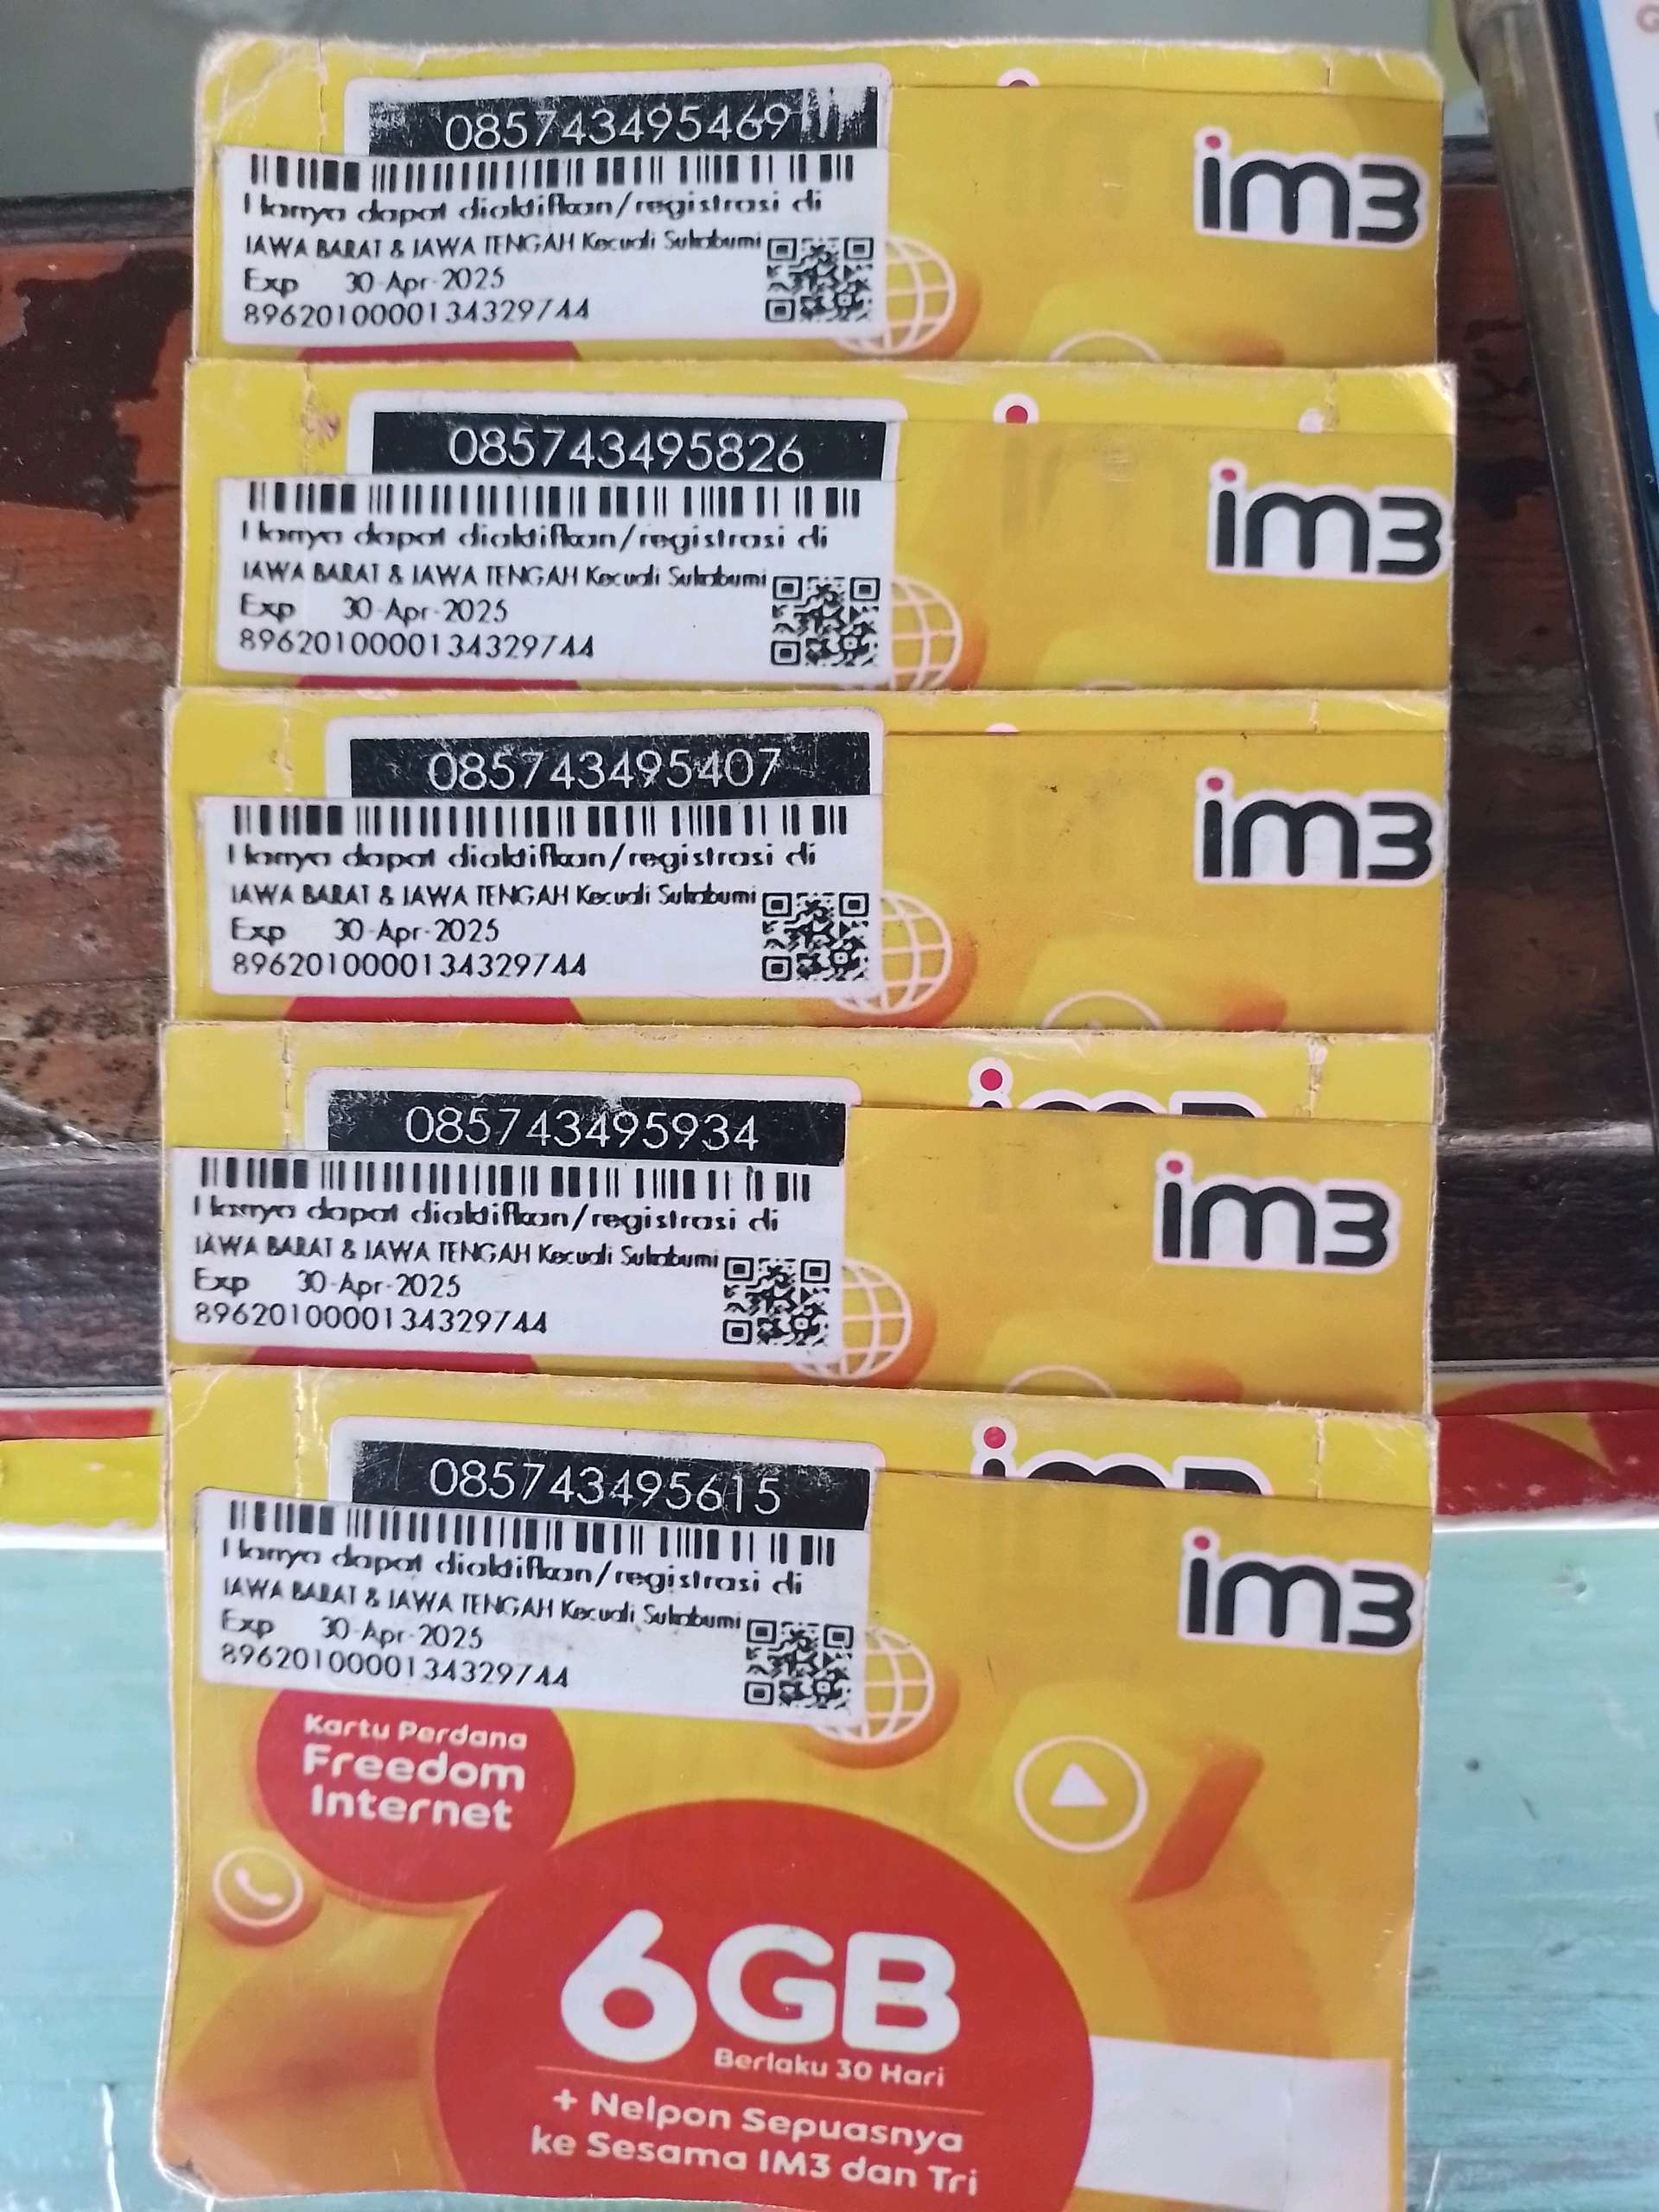 085743495469
im3
Hanya dapat diaktifkan/registrasi di
JAWA BARAT & JAWA TENGAH Kecuali Sukabumi
Exp 30-Apr-2025
8962010000134329744
085743495826
im3
Hanya dapat diaktifkan/registrasi di
JAWA BARAT & JAWA TENGAH Kecuali Sukabumi
Exp 30-Apr-2025
8962010000134329744
085743495407
im3
Hanya dapat diaktifkan/registrasi di
JAWA BARAT & JAWA TENGAH Kecuali Sukabumi
Exp 30-Apr-2025
8962010000134329744
085743495934
im3
Hanya dapat diaktifkan/registrasi di
JAWA BARAT & JAWA TENGAH Kecuali Sukabumi
Exp 30-Apr-2025
8962010000134329744
085743495615
im3
Hanya dapat diaktifkan/registrasi di
JAWA BARAT & JAWA TENGAH Kecuali Sukabumi
Exp 30-Apr-2025
8962010000134329744
Kartu Perdana
Freedom
Internet
6GB
Berlaku 30 Hari
+ Nelpon Sepuasnya
ke Sesama IM3 dan Tri